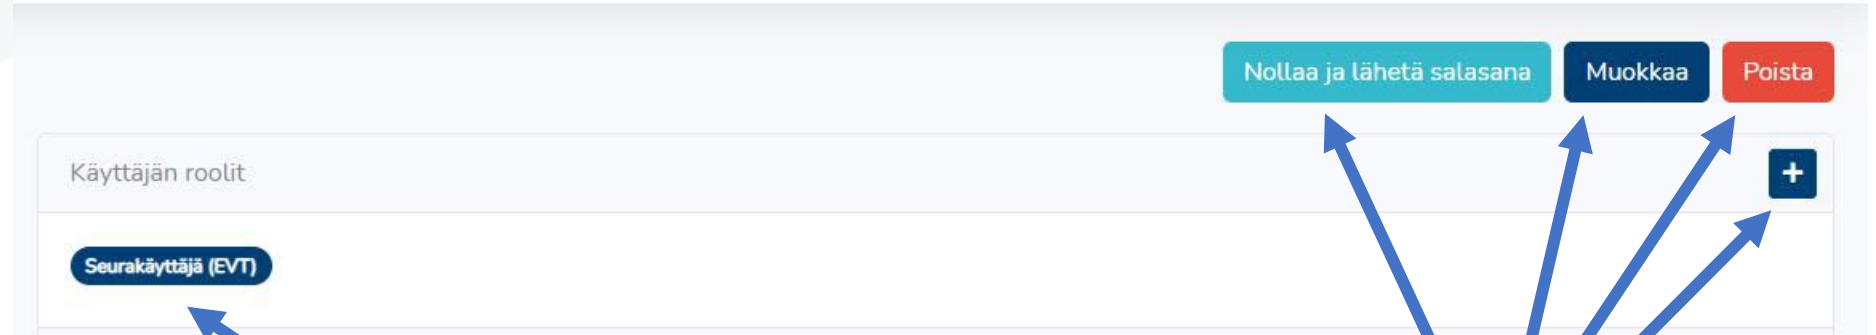 Nollaa ja lähetä salasana Muokkaa Poista
Käyttäjän roolit +
Seurakäyttäjä (EVT)